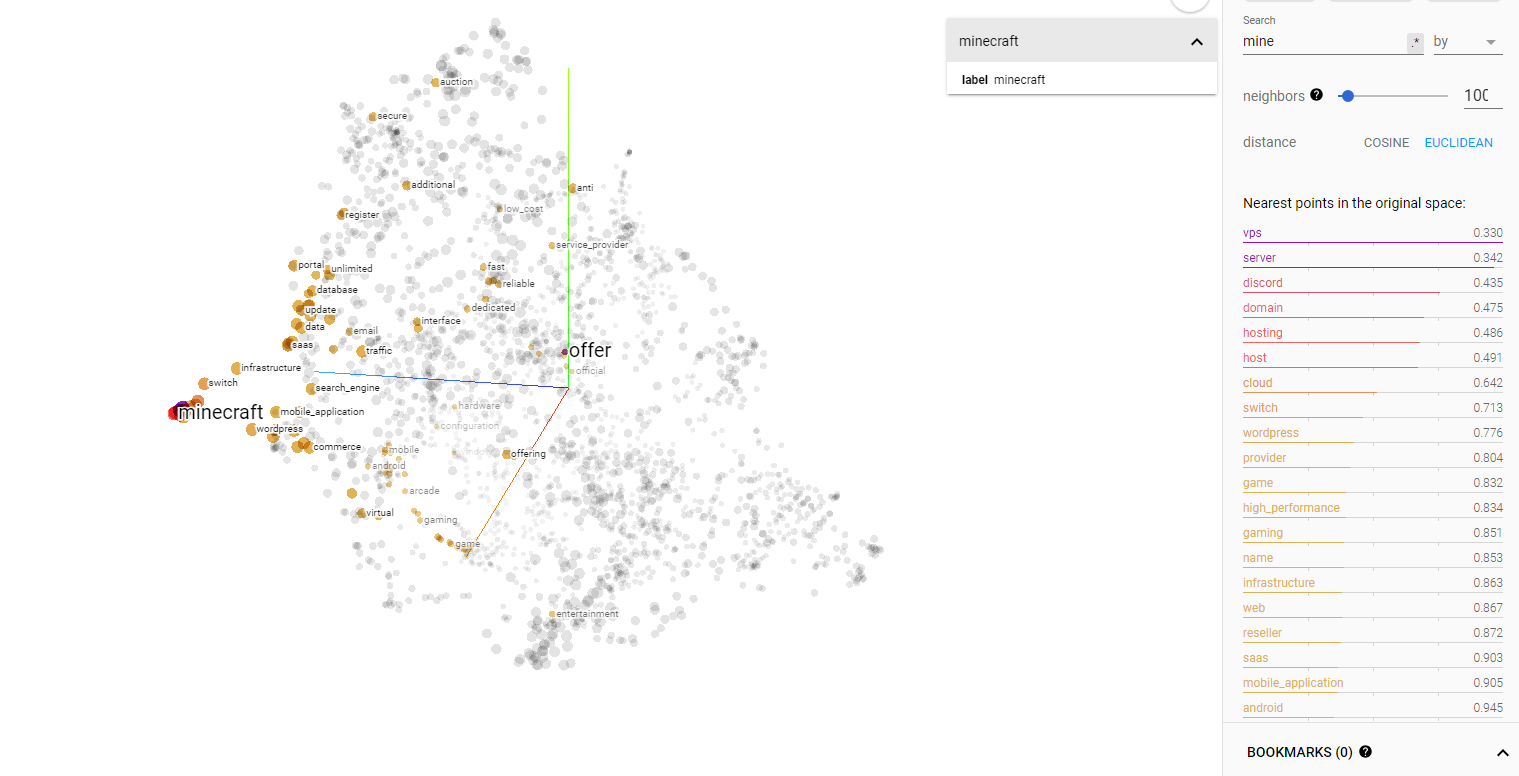 auction
secure
additional
anti
register
low_cost
service_provider
portal
unlimited
fast
reliable
database
dedicated
update
interface
data
email
saas
traffic
offer
infrastructure
official
switch
search_engine
minecraft
mobile_application
hardware
wordpress
configuration
commerce
mobile
offering
android
arcade
virtual
gaming
game
entertainment
minecraft
label minecraft
Search
mine .* by
neighbors ? 100
distance COSINE EUCLIDEAN
Nearest points in the original space:
vps 0.330
server 0.342
discord 0.435
domain 0.475
hosting 0.486
host 0.491
cloud 0.642
switch 0.713
wordpress 0.776
provider 0.804
game 0.832
high_performance 0.834
gaming 0.851
name 0.853
infrastructure 0.863
web 0.867
reseller 0.872
saas 0.903
mobile_application 0.905
android 0.945
BOOKMARKS (0) ?